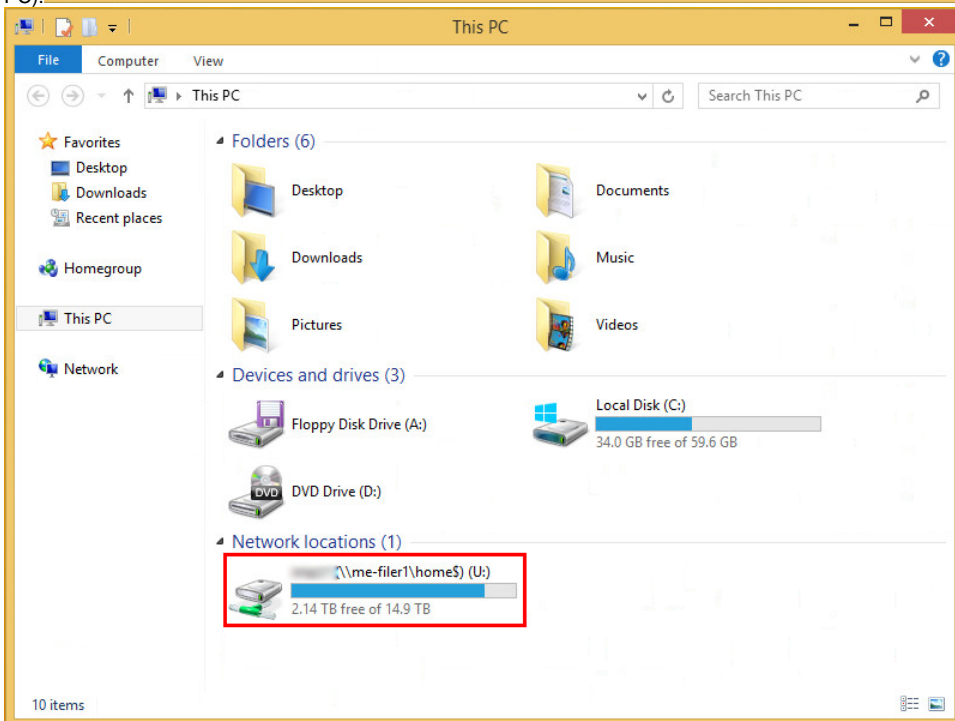 PC).
This PC
File Computer View
This PC
Search This PC
Favorites
Desktop
Downloads
Recent places
Homegroup
This PC
Network
Folders (6)
Desktop
Documents
Downloads
Music
Pictures
Videos
Devices and drives (3)
Floppy Disk Drive (A:)
Local Disk (C:)
34.0 GB free of 59.6 GB
DVD
DVD Drive (D:)
Network locations (1)
(\\me-filer1\home$) (U:)
2.14 TB free of 14.9 TB
10 items